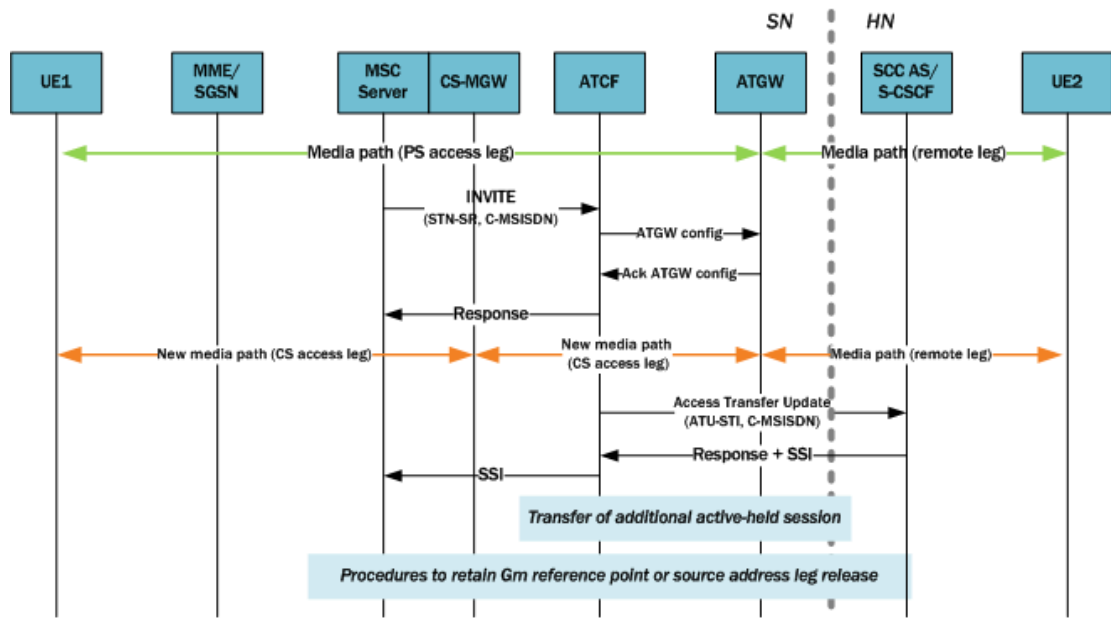 SN
HN
UE1
MME/
SGSN
MSC
Server
CS-MGW
ATCF
ATGW
SCC AS/
S-CSCF
UE2
Media path (PS access leg)
Media path (remote leg)
INVITE
(STN-SR, C-MSISDN)
ATGW config
Ack ATGW config
Response
New media path (CS access leg)
New media path
(CS access leg)
Media path (remote leg)
Access Transfer Update
(ATU-STI, C-MSISDN)
Response + SSI
SSI
Transfer of additional active-held session
Procedures to retain Gm reference point or source address leg release